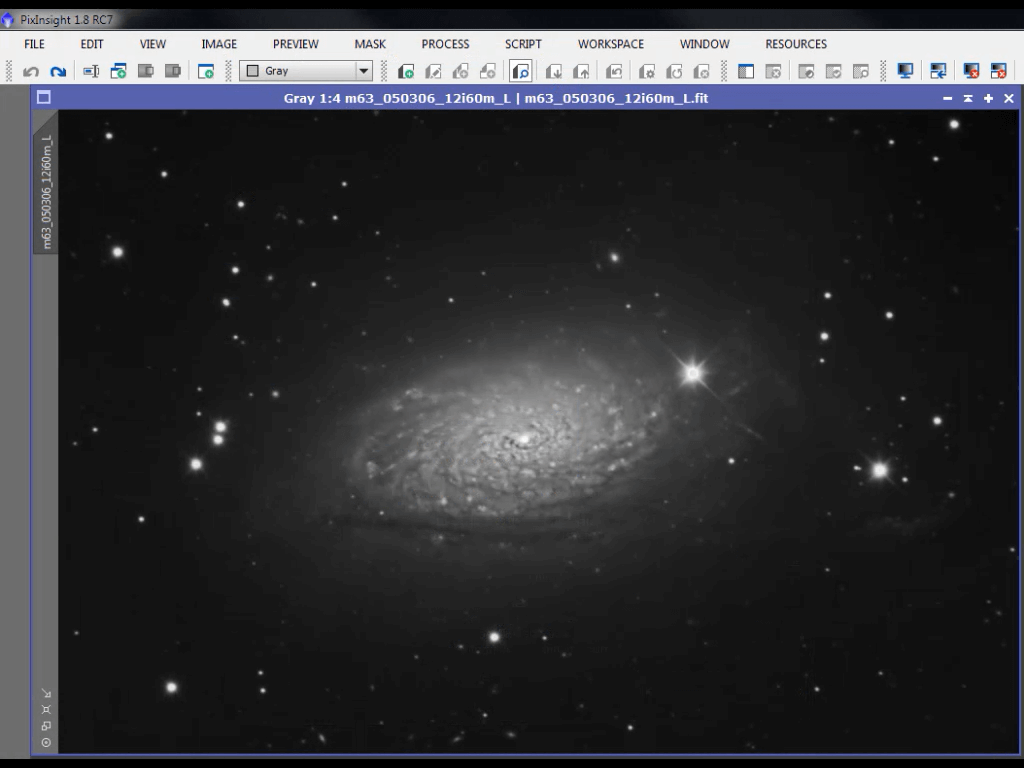 PixInsight 1.8 RC7
FILE EDIT VIEW IMAGE PREVIEW MASK PROCESS SCRIPT WORKSPACE WINDOW RESOURCES
Gray
Gray 1:4 m63_050306_12i60m_L | m63_050306_12i60m_L.fit
m63_050306_12i60m_L